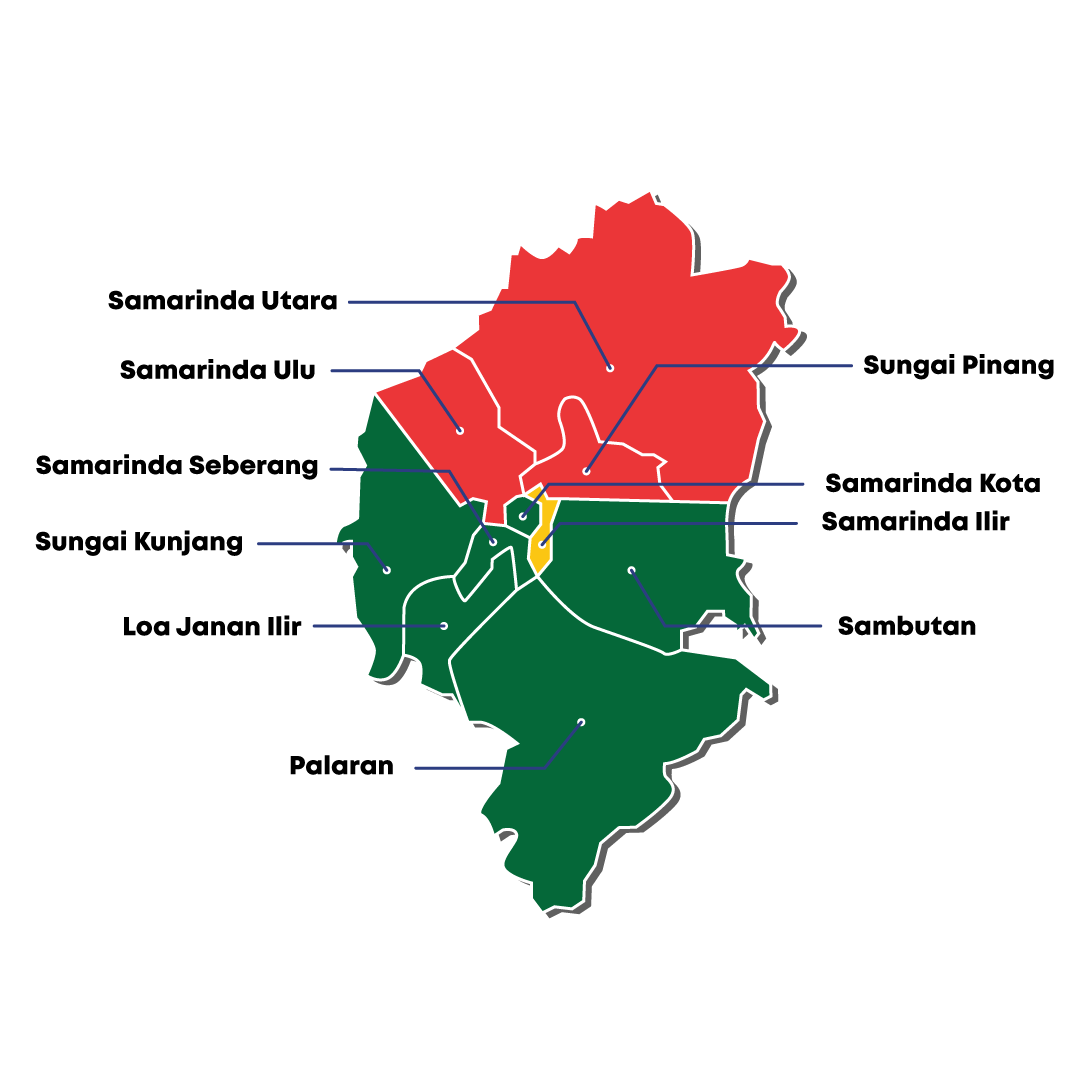 Samarinda Utara
Samarinda Ulu
Sungai Pinang
Samarinda Seberang
Samarinda Kota
Samarinda Ilir
Sungai Kunjang
Loa Janan Ilir
Sambutan
Palaran